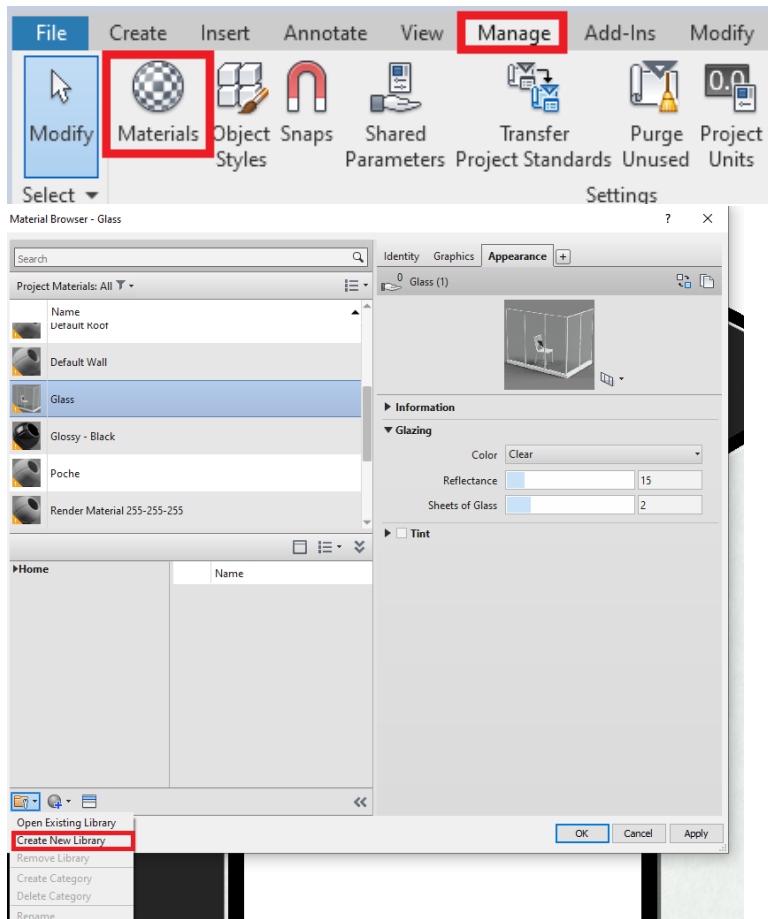 File Create Insert Annotate View Manage Add-Ins Modify
0.0
Modify Materials Object Snaps Shared Transfer Purge Project
Styles Parameters Project Standards Unused Units
Select Settings
Material Browser - Glass ?
Search
Identity Graphics Appearance +
Project Materials: All
0 Glass (1)
Name
Default Roof
Default Wall
Glass
Glossy - Black
Poche
Render Material 255-255-255
Information
Glazing
Color Clear
Reflectance 15
Sheets of Glass 2
Tint
Home Name
Open Existing Library
Create New Library
Remove Library
Create Category
Delete Category
Rename
OK Cancel Apply